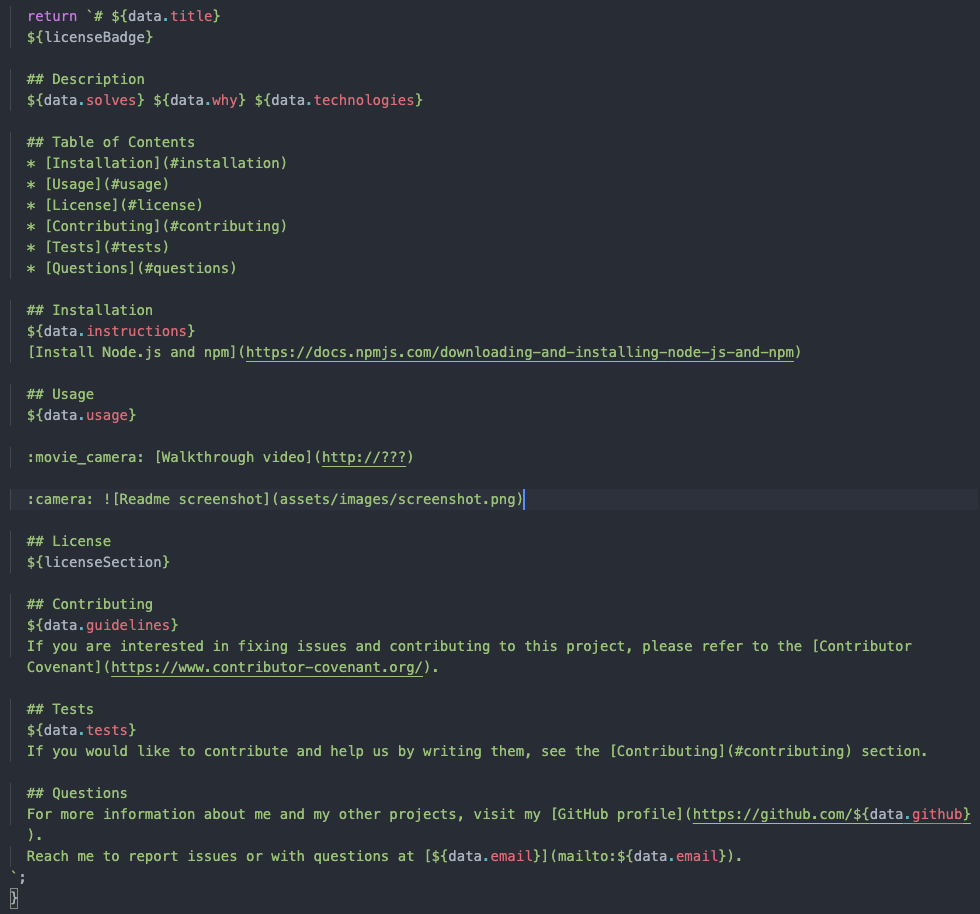 return `# ${data.title}
${licenseBadge}

## Description
${data.solves} ${data.why} ${data.technologies}

## Table of Contents
* [Installation](#installation)
* [Usage](#usage)
* [License](#license)
* [Contributing](#contributing)
* [Tests](#tests)
* [Questions](#questions)

## Installation
${data.instructions}
[Install Node.js and npm](https://docs.npmjs.com/downloading-and-installing-node-js-and-npm)

## Usage
${data.usage}

:movie_camera: [Walkthrough video](http://???)

:camera: ![Readme screenshot](assets/images/screenshot.png)

## License
${licenseSection}

## Contributing
${data.guidelines}
If you are interested in fixing issues and contributing to this project, please refer to the [Contributor
Covenant](https://www.contributor-covenant.org/).

## Tests
${data.tests}
If you would like to contribute and help us by writing them, see the [Contributing](#contributing) section.

## Questions
For more information about me and my other projects, visit my [GitHub profile](https://github.com/${data.github}
).
Reach me to report issues or with questions at [${data.email}](mailto:${data.email}).
`;
}